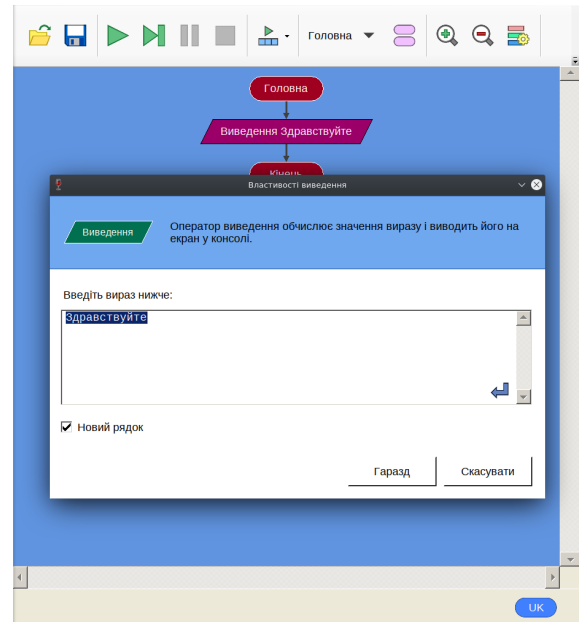 Головна
Головна
Виведення Здравствуйте
Кінець
Властивості виведення
Виведення
Оператор виведення обчислює значення виразу і виводить його на
екран у консолі.
Введіть вираз нижче:
Здравствуйте
Новий рядок
Гаразд
Скасувати
UK